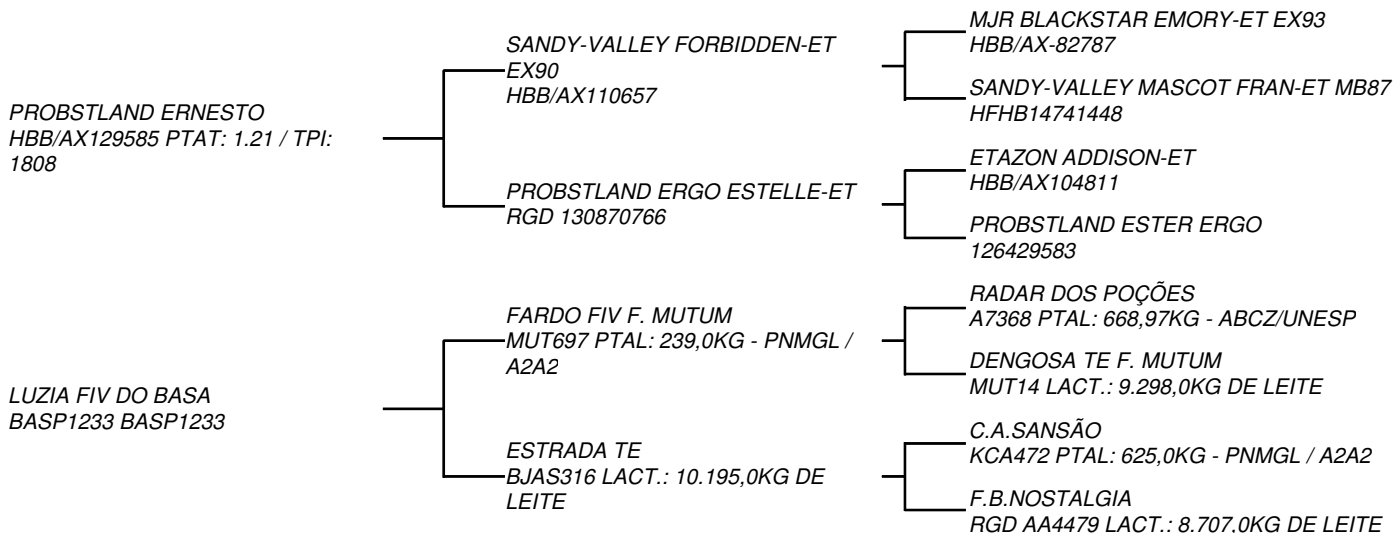 PROBSTLAND ERNESTO
HBB/AX129585 PTAT: 1.21 / TPI:
1808
SANDY-VALLEY FORBIDDEN-ET
EX90
HBB/AX110657
MJR BLACKSTAR EMORY-ET EX93
HBB/AX-82787
SANDY-VALLEY MASCOT FRAN-ET MB87
HFHB14741448
PROBSTLAND ERGO ESTELLE-ET
RGD 130870766
ETAZON ADDISON-ET
HBB/AX104811
PROBSTLAND ESTER ERGO
126429583
LUZIA FIV DO BASA
BASP1233 BASP1233
FARDO FIV F. MUTUM
MUT697 PTAL: 239,0KG - PNMGL /
A2A2
RADAR DOS POÇÕES
A7368 PTAL: 668,97KG - ABCZ/UNESP
DENGOSA TE F. MUTUM
MUT14 LACT.: 9.298,0KG DE LEITE
ESTRADA TE
BJAS316 LACT.: 10.195,0KG DE
LEITE
C.A.SANSÃO
KCA472 PTAL: 625,0KG - PNMGL / A2A2
F.B.NOSTALGIA
RGD AA4479 LACT.: 8.707,0KG DE LEITE